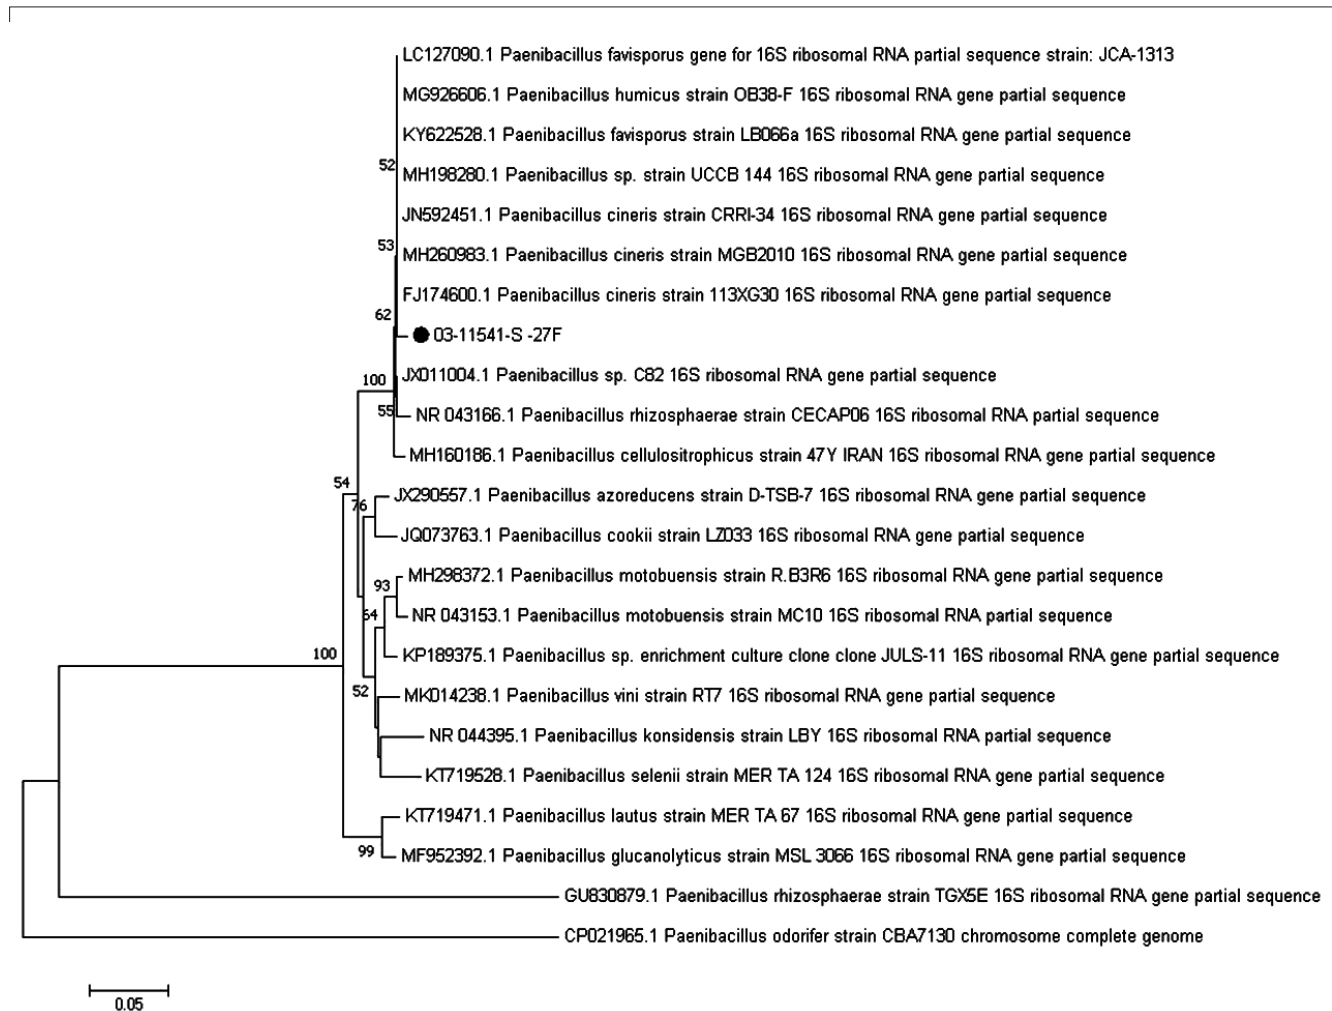 LC127090.1 Paenibacillus favisporus gene for 16S ribosomal RNA partial sequence strain: JCA-1313
MG926606.1 Paenibacillus humicus strain OB38-F 16S ribosomal RNA gene partial sequence
KY622528.1 Paenibacillus favisporus strain LB066a 16S ribosomal RNA gene partial sequence
52
MH198280.1 Paenibacillus sp. strain UCCB 144 16S ribosomal RNA gene partial sequence
JN592451.1 Paenibacillus cineris strain CRRI-34 16S ribosomal RNA gene partial sequence
53
MH260983.1 Paenibacillus cineris strain MGB2010 16S ribosomal RNA gene partial sequence
FJ174600.1 Paenibacillus cineris strain 113XG30 16S ribosomal RNA gene partial sequence
62
03-11541-S -27F
100
JX011004.1 Paenibacillus sp. C82 16S ribosomal RNA gene partial sequence
55
NR 043166.1 Paenibacillus rhizosphaerae strain CECAP06 16S ribosomal RNA partial sequence
MH160186.1 Paenibacillus cellulositrophicus strain 47Y IRAN 16S ribosomal RNA gene partial sequence
54
JX290557.1 Paenibacillus azoreducens strain D-TSB-7 16S ribosomal RNA gene partial sequence
76
JQ073763.1 Paenibacillus cookii strain LZ033 16S ribosomal RNA gene partial sequence
93
MH298372.1 Paenibacillus motobuensis strain R.B3R6 16S ribosomal RNA gene partial sequence
64
NR 043153.1 Paenibacillus motobuensis strain MC10 16S ribosomal RNA partial sequence
100
KP189375.1 Paenibacillus sp. enrichment culture clone clone JULS-11 16S ribosomal RNA gene partial sequence
52
MK014238.1 Paenibacillus vini strain RT7 16S ribosomal RNA gene partial sequence
NR 044395.1 Paenibacillus konsidensis strain LBY 16S ribosomal RNA partial sequence
KT719528.1 Paenibacillus selenii strain MER TA 124 16S ribosomal RNA gene partial sequence
KT719471.1 Paenibacillus lautus strain MER TA 67 16S ribosomal RNA gene partial sequence
99
MF952392.1 Paenibacillus glucanolyticus strain MSL 3066 16S ribosomal RNA gene partial sequence
GU830879.1 Paenibacillus rhizosphaerae strain TGX5E 16S ribosomal RNA gene partial sequence
CP021965.1 Paenibacillus odorifer strain CBA7130 chromosome complete genome
0.05